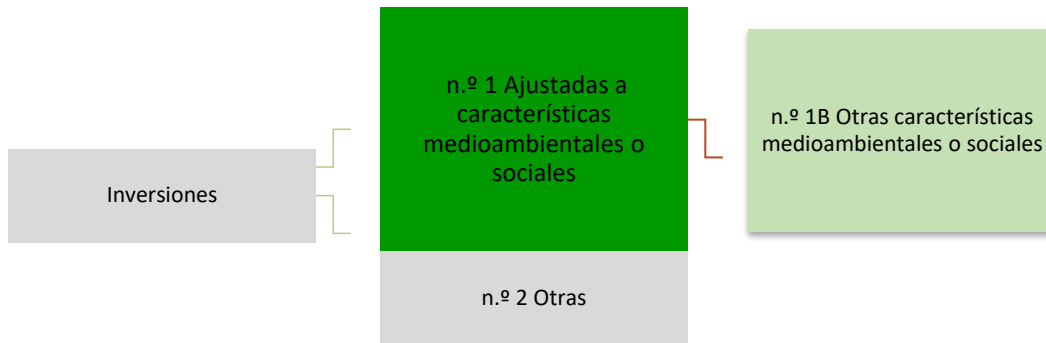 Inversiones
n.º 1 Ajustadas a
características
medioambientales o
sociales
n.º 2 Otras
n.º 1B Otras características
medioambientales o sociales